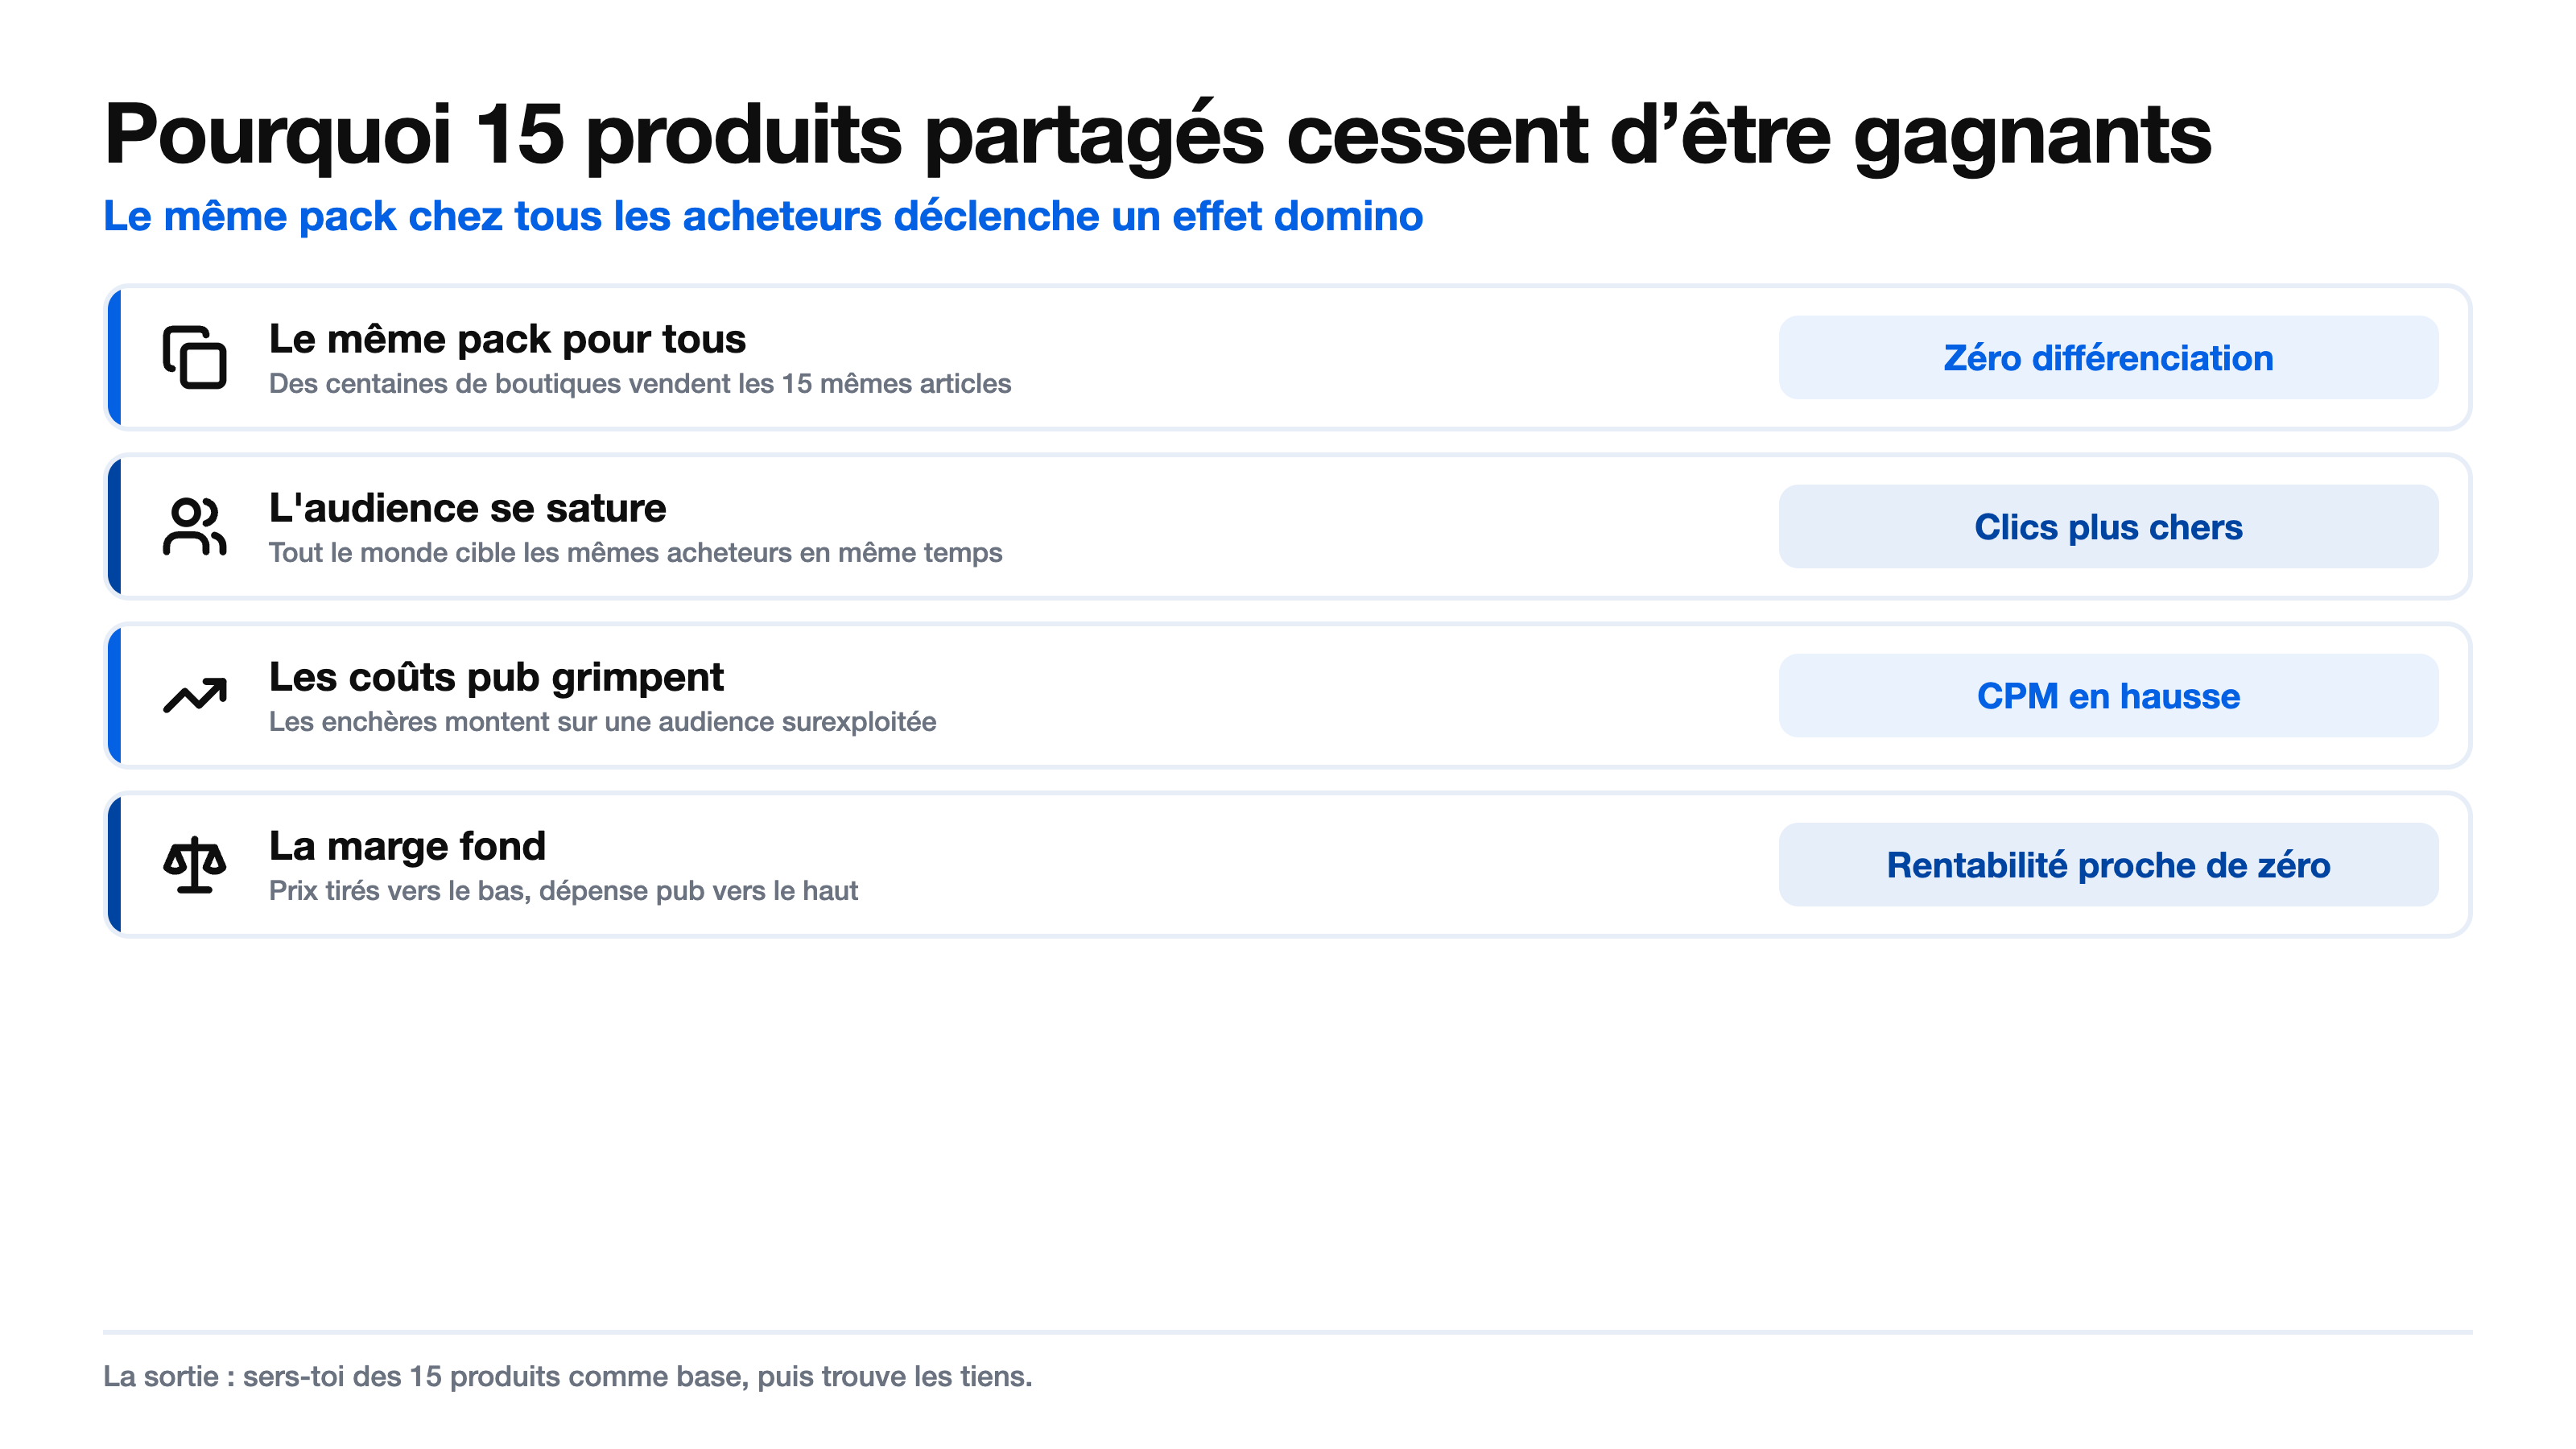 Pourquoi 15 produits partagés cessent d’être gagnants
Le même pack chez tous les acheteurs déclenche un effet domino
Le même pack pour tous
Des centaines de boutiques vendent les 15 mêmes articles
Zéro différenciation
L'audience se sature
Tout le monde cible les mêmes acheteurs en même temps
Clics plus chers
Les coûts pub grimpent
Les enchères montent sur une audience surexploitée
CPM en hausse
La marge fond
Prix tirés vers le bas, dépense pub vers le haut
Rentabilité proche de zéro
La sortie : sers-toi des 15 produits comme base, puis trouve les tiens.